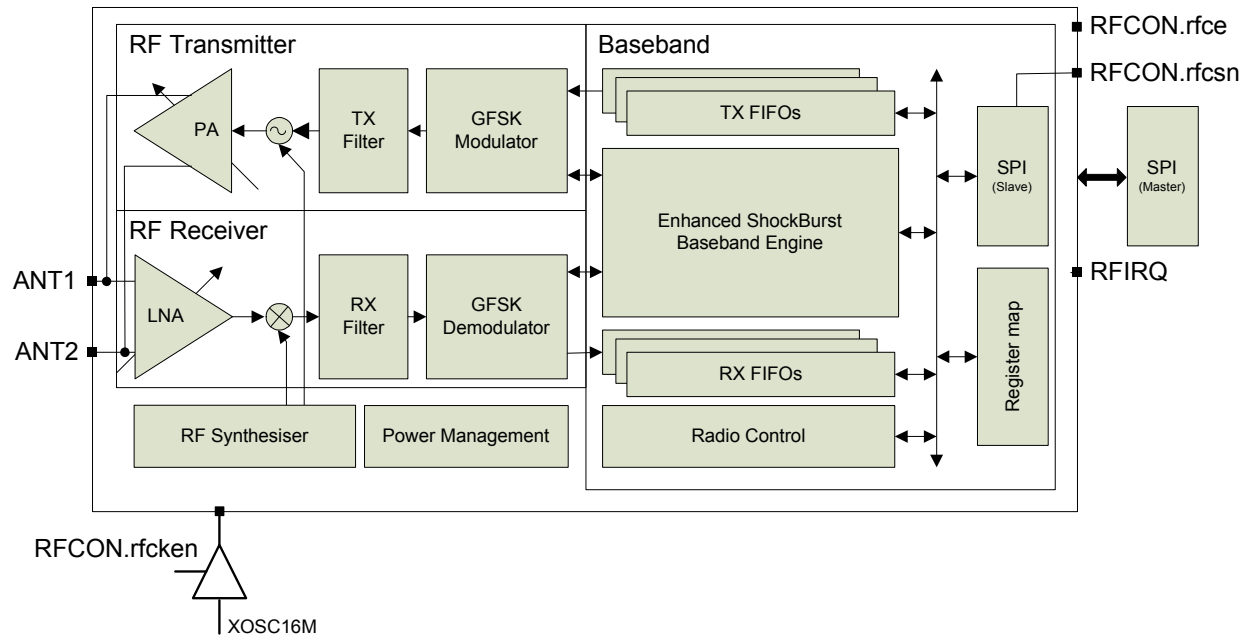 RF Transmitter
Baseband
RFCON.rfce
RFCON.rfcsn
PA
TX
Filter
GFSK
Modulator
TX FIFOs
SPI
(Slave)
SPI
(Master)
Enhanced ShockBurst
Baseband Engine
RF Receiver
ANT1
ANT2
LNA
RX
Filter
GFSK
Demodulator
RFIRQ
RX FIFOs
Register map
RF Synthesiser
Power Management
Radio Control
RFCON.rfcken
XOSC16M